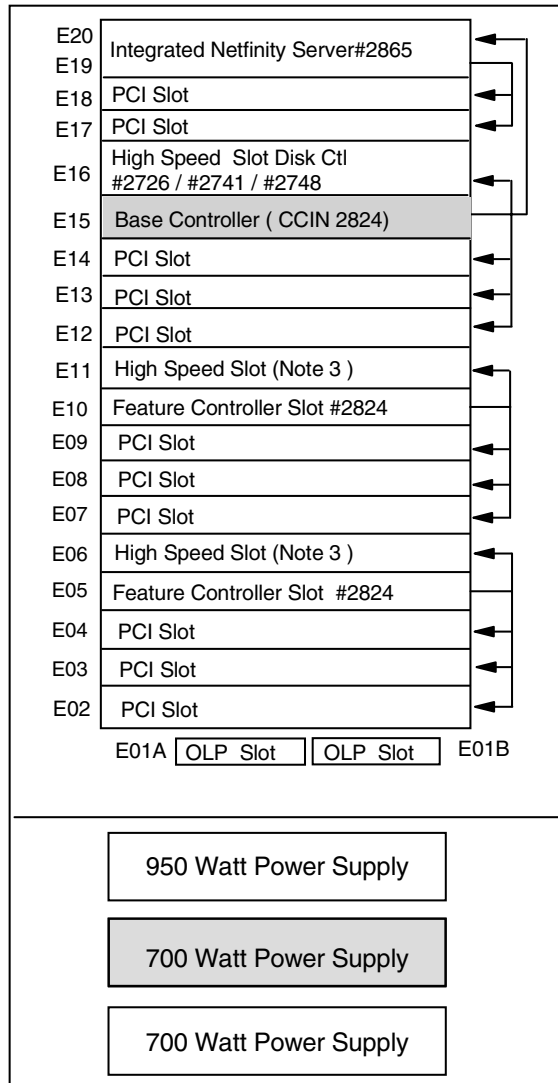 E20
E19 Integrated Netfinity Server#2865
E18 PCI Slot
E17 PCI Slot
E16 High Speed Slot Disk Ctl
#2726 / #2741 / #2748
E15 Base Controller ( CCIN 2824)
E14 PCI Slot
E13 PCI Slot
E12 PCI Slot
E11 High Speed Slot (Note 3 )
E10 Feature Controller Slot #2824
E09 PCI Slot
E08 PCI Slot
E07 PCI Slot
E06 High Speed Slot (Note 3 )
E05 Feature Controller Slot #2824
E04 PCI Slot
E03 PCI Slot
E02 PCI Slot
E01A OLP Slot OLP Slot E01B
950 Watt Power Supply
700 Watt Power Supply
700 Watt Power Supply